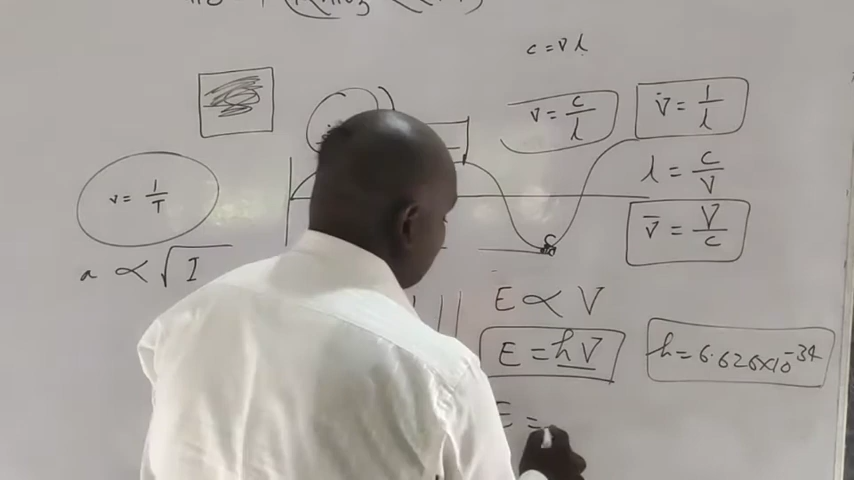 c = νλ
ν = c/λ
ν̄ = 1/λ
λ = c/ν
ν = 1/T
ν̄ = ν/c
a ∝ √I
E ∝ ν
E = hν
h = 6.626×10⁻³⁴
E =